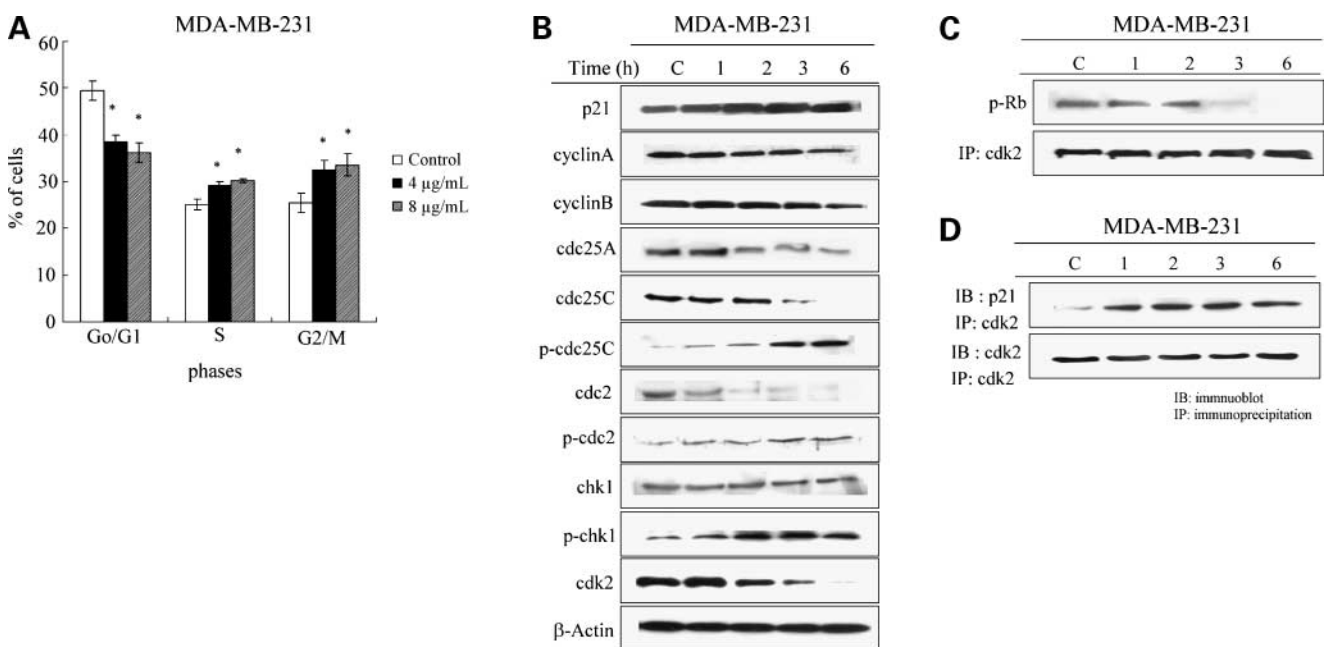 A
MDA-MB-231
% of cells
60
50
40
30
20
10
0
* *
* *
* *
Go/G1 S G2/M
phases
Control
4 µg/mL
8 µg/mL
B
MDA-MB-231
Time (h) C 1 2 3 6
p21
cyclinA
cyclinB
cdc25A
cdc25C
p-cdc25C
cdc2
p-cdc2
chk1
p-chk1
cdk2
β-Actin
C
MDA-MB-231
C 1 2 3 6
p-Rb
IP: cdk2
D
MDA-MB-231
C 1 2 3 6
IB : p21
IP: cdk2
IB : cdk2
IP: cdk2
IB: immnuoblot
IP: immunoprecipitation